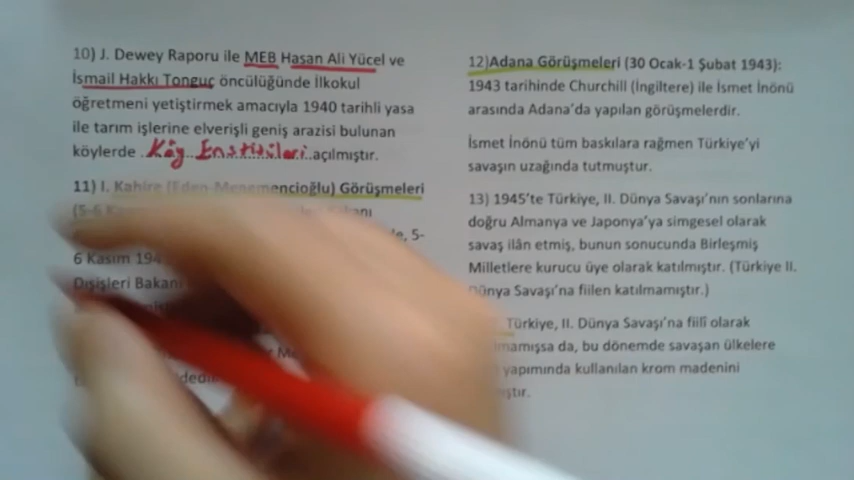 10) J. Dewey Raporu ile MEB Hasan Ali Yücel ve
İsmail Hakkı Tonguç öncülüğünde İlkokul
öğretmeni yetiştirmek amacıyla 1940 tarihli yasa
ile tarım işlerine elverişli geniş arazisi bulunan
köylerde Köy Enstitüleri açılmıştır.
11) I. Kahire (Eden-Menemencioğlu) Görüşmeleri
(5-6
5-
6 Kasım 194
Dışişleri Bakanı
12)Adana Görüşmeleri (30 Ocak-1 Şubat 1943):
1943 tarihinde Churchill (İngiltere) ile İsmet İnönü
arasında Adana'da yapılan görüşmelerdir.
İsmet İnönü tüm baskılara rağmen Türkiye'yi
savaşın uzağında tutmuştur.
13) 1945'te Türkiye, II. Dünya Savaşı'nın sonlarına
doğru Almanya ve Japonya'ya simgesel olarak
savaş ilân etmiş, bunun sonucunda Birleşmiş
Milletlere kurucu üye olarak katılmıştır. (Türkiye II.
Dünya Savaşı'na fiilen katılmamıştır.)
Türkiye, II. Dünya Savaşı'na fiilî olarak
mamışsa da, bu dönemde savaşan ülkelere
yapımında kullanılan krom madenini
ıştır.